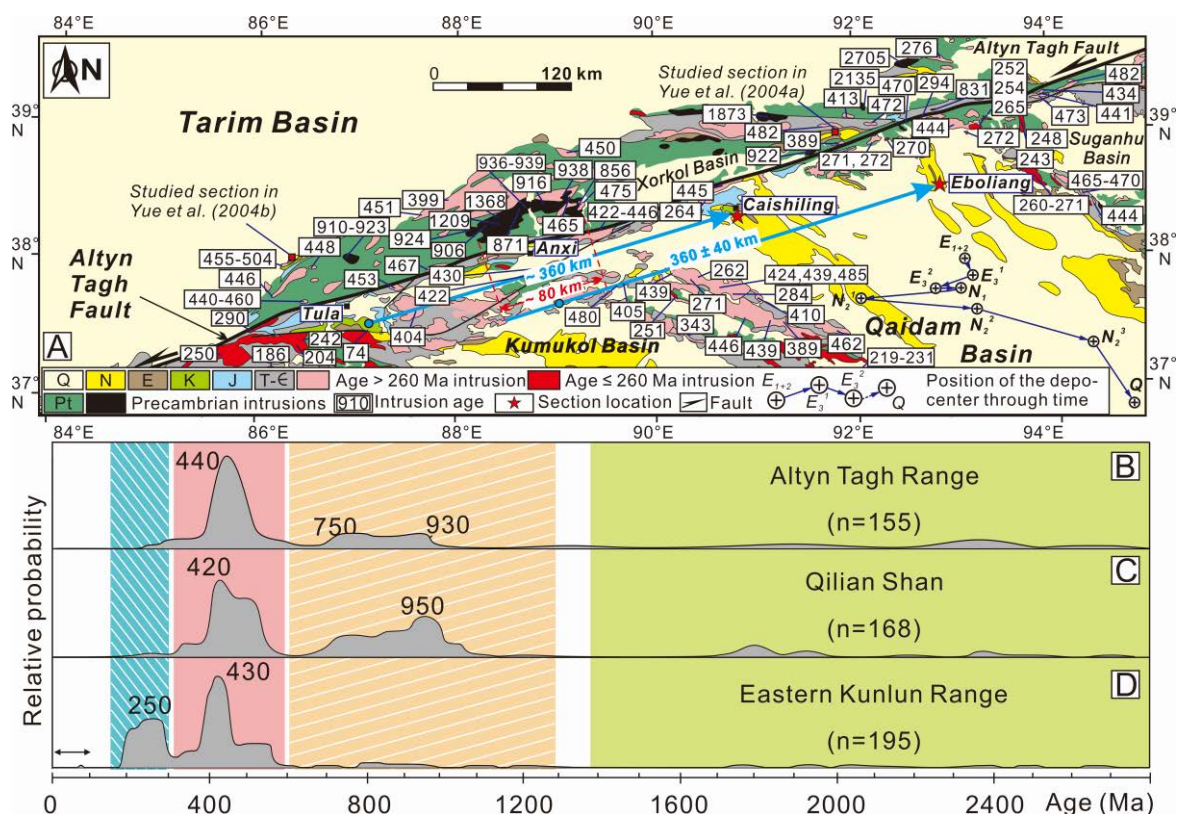 84°E 86°E 88°E 90°E 92°E 94°E
N
0 120 km
Altyn Tagh Fault
Studied section in
Yue et al. (2004a)
Tarim Basin
39°
N
39°
N
276
2705
2135
470
294
413
472
831
252
254
265
482
434
441
473
1873
482
389
922
444
270
271, 272
272
248
243
Suganhu
Basin
465-470
260-271
444
450
936-939
938
856
916
475
Xorkol Basin
445
422-446
264
Studied section in
Yue et al. (2004b)
451
399
1368
1209
465
910-923
924
906
871
Anxi
Caishiling
Eboliang
38°
N
38°
N
448
455-504
446
453
467
430
422
440-460
290
Altyn
Tagh
Fault
Tula
~ 360 km
360 ± 40 km
~ 80 km
262
424,439,485
439
271
284
480
405
251
343
410
446
439
389
462
219-231
404
250
186
242
204
74
Kumukol Basin
Qaidam
Basin
E₁₊₂
E₃¹
E₃²
N₁
N₂
N₂²
N₂³
Q
37°
N
37°
N
A
Q N E K J T-Є Age > 260 Ma intrusion Age ≤ 260 Ma intrusion
Pt Precambrian intrusions 910 Intrusion age Section location Fault
E₁₊₂ E₃¹ E₃² Q
Position of the depo-
center through time
84°E 86°E 88°E 90°E 92°E 94°E
Relative probability
440
750
930
Altyn Tagh Range
(n=155)
B
420
950
Qilian Shan
(n=168)
C
250
430
Eastern Kunlun Range
(n=195)
D
0 400 800 1200 1600 2000 2400 Age (Ma)